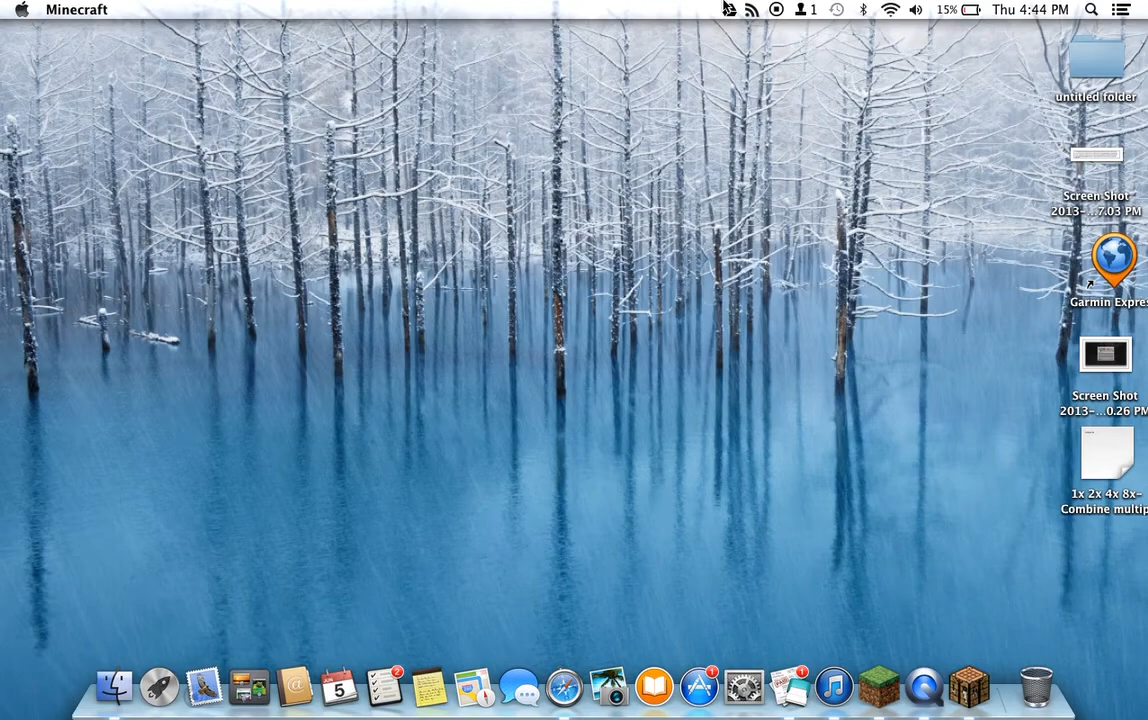 Minecraft
1
15%
Thu 4:44 PM
untitled folder
Screen Shot
2013-...7.03 PM
Garmin Expres
Screen Shot
2013-...0.26 PM
1x 2x 4x 8x-
Combine multip
JUN
5
2
1
1